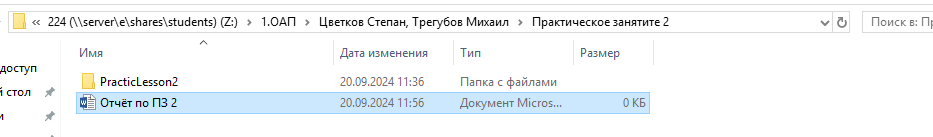 « 224 (\\server\e\shares\students) (Z:) › 1.ОАП › Цветков Степан, Трегубов Михаил › Практическое занятите 2
Поиск в: Пр
Имя Дата изменения Тип Размер
доступ
PracticLesson2 20.09.2024 11:36 Папка с файлами
й стол
Отчёт по ПЗ 2 20.09.2024 11:56 Документ Micros... 0 КБ
и